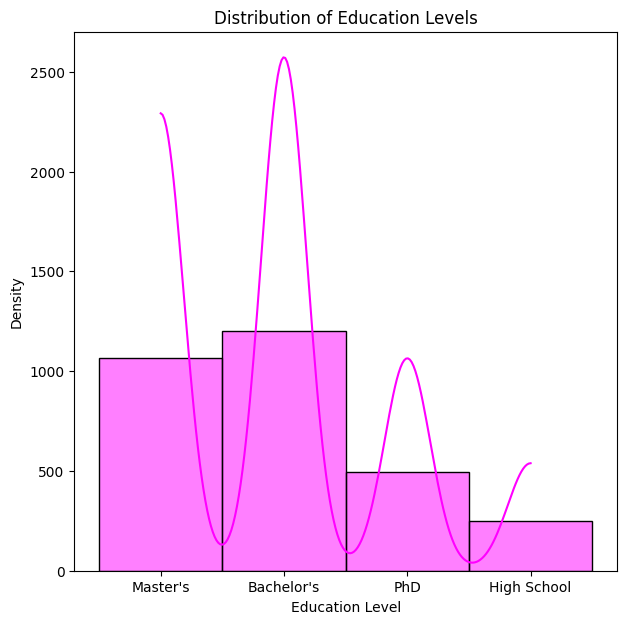 Distribution of Education Levels
Density
2500
2000
1500
1000
500
0
Master's Bachelor's PhD High School
Education Level